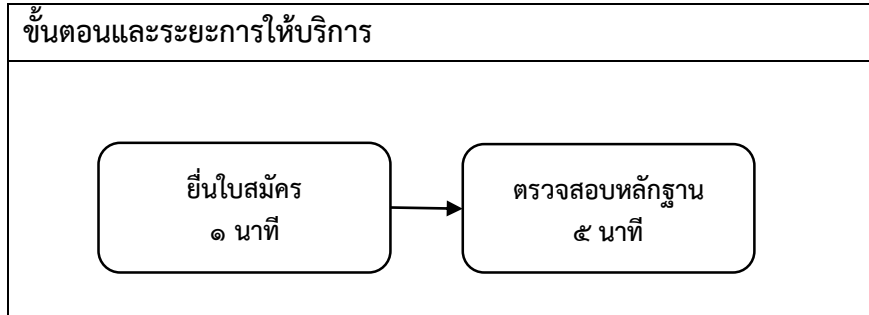 ขั้นตอนและระยะการให้บริการ
ยื่นใบสมัคร
๑ นาที
ตรวจสอบหลักฐาน
๕ นาที